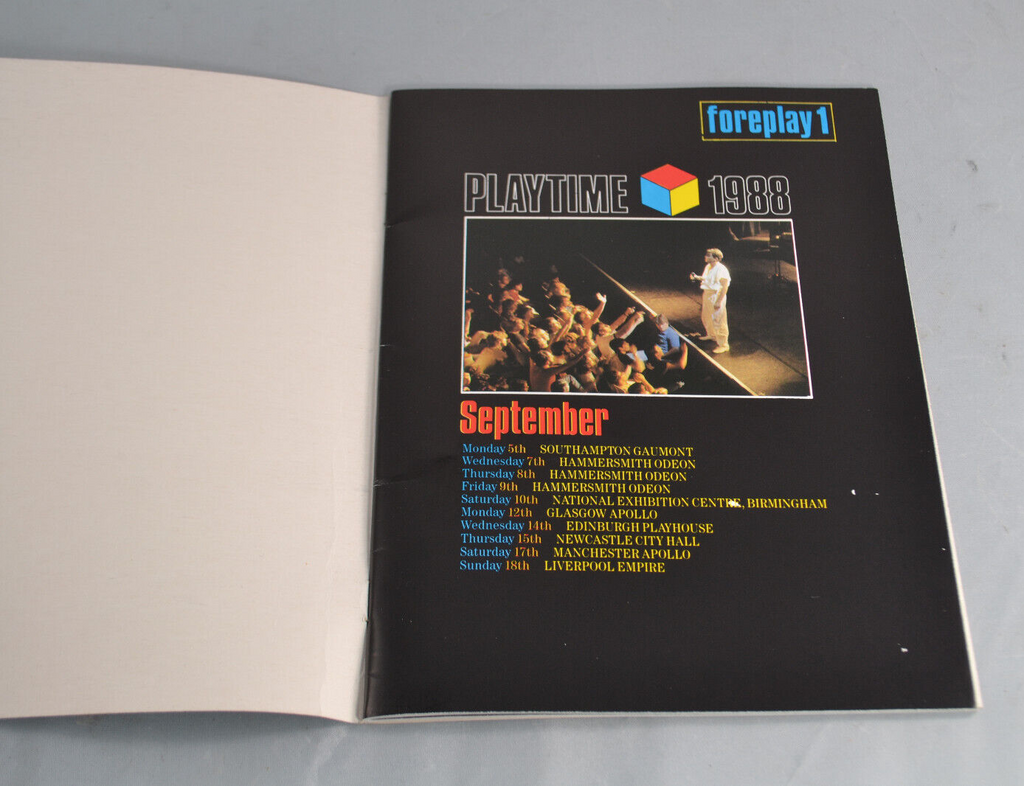 foreplay 1
PLAYTIME 1988
September
Monday 5th SOUTHAMPTON GAUMONT
Wednesday 7th HAMMERSMITH ODEON
Thursday 8th HAMMERSMITH ODEON
Friday 9th HAMMERSMITH ODEON
Saturday 10th NATIONAL EXHIBITION CENTRE, BIRMINGHAM
Monday 12th GLASGOW APOLLO
Wednesday 14th EDINBURGH PLAYHOUSE
Thursday 15th NEWCASTLE CITY HALL
Saturday 17th MANCHESTER APOLLO
Sunday 18th LIVERPOOL EMPIRE